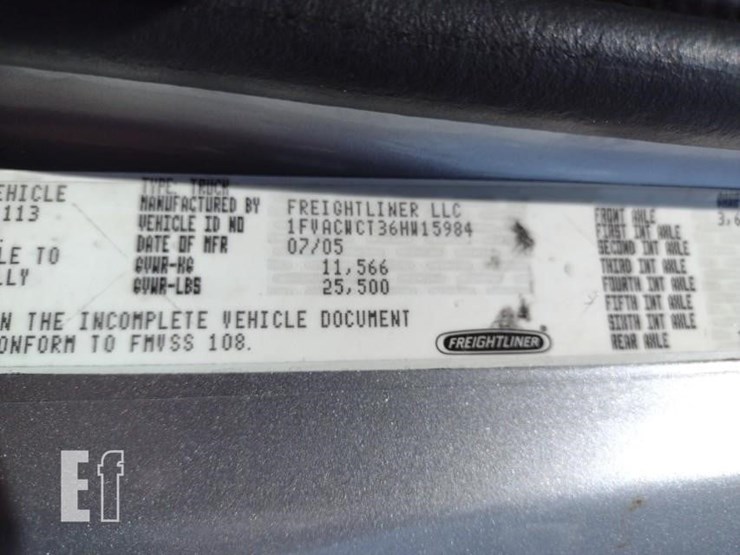 EHICLE
113
LE TO
LLY
TYPE: TRUCK
MANUFACTURED BY FREIGHTLINER LLC
VEHICLE ID NO 1FVACWCT36HW15984
DATE OF MFR 07/05
GVWR-KG 11,566
GVWR-LBS 25,500
N THE INCOMPLETE VEHICLE DOCUMENT
ONFORM TO FMVSS 108.
FREIGHTLINER
FRONT AXLE 3,6
FIRST INT AXLE
SECOND INT AXLE
THIRD INT AXLE
FOURTH INT AXLE
FIFTH INT AXLE
SIXTH INT AXLE
REAR AXLE
Ef